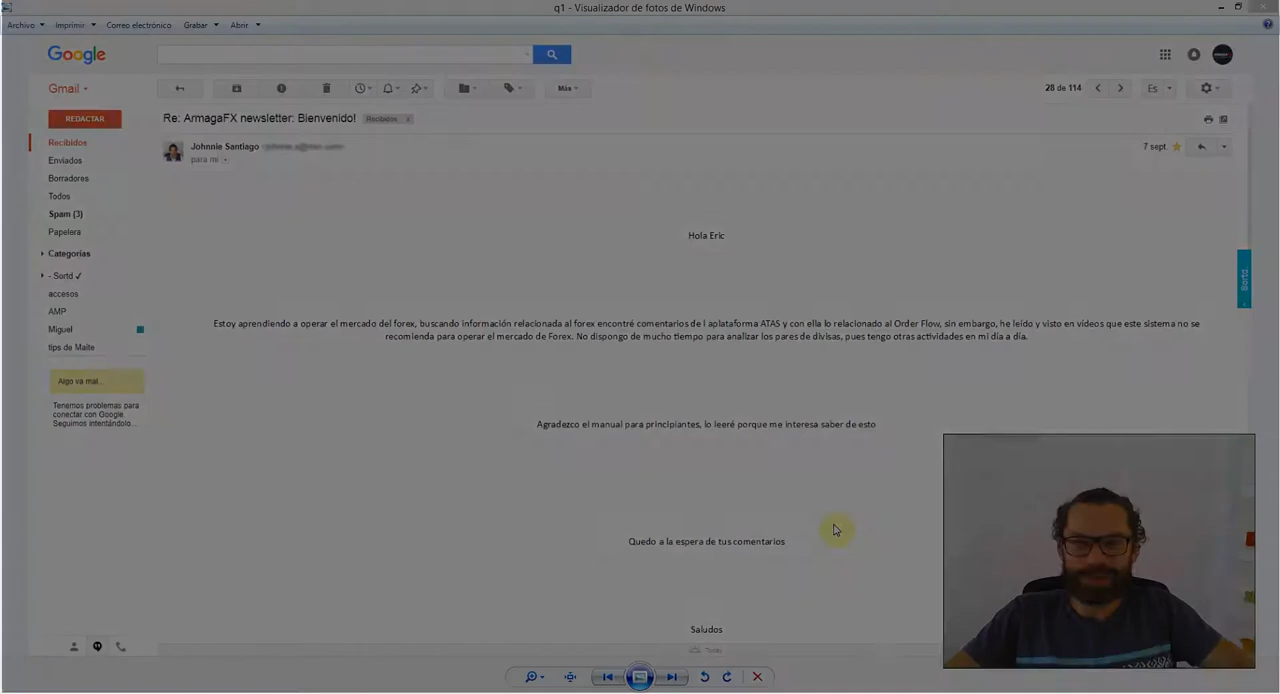 q1 - Visualizador de fotos de Windows
Archivo Imprimir Correo electrónico Grabar Abrir
Google
Gmail Más 28 de 114 Es
REDACTAR
Re: ArmagaFX newsletter: Bienvenido! Recibidos x
Recibidos
Enviados
Borradores
Todos
Spam (3)
Papelera
Categorías
- Sortd ✓
accesos
AMP
Miguel
tips de Maite
Algo va mal...
Tenemos problemas para
conectar con Google.
Seguimos intentándolo...
Johnnie Santiago
para mi
7 sept.
Hola Eric
Estoy aprendiendo a operar el mercado del forex, buscando información relacionada al forex encontré comentarios de l aplataforma ATAS y con ella lo relacionado al Order Flow, sin embargo, he leído y visto en videos que este sistema no se
recomienda para operar el mercado de Forex. No dispongo de mucho tiempo para analizar los pares de divisas, pues tengo otras actividades en mi día a día.
Agradezco el manual para principiantes, lo leeré porque me interesa saber de esto
Quedo a la espera de tus comentarios
Saludos
Sortd